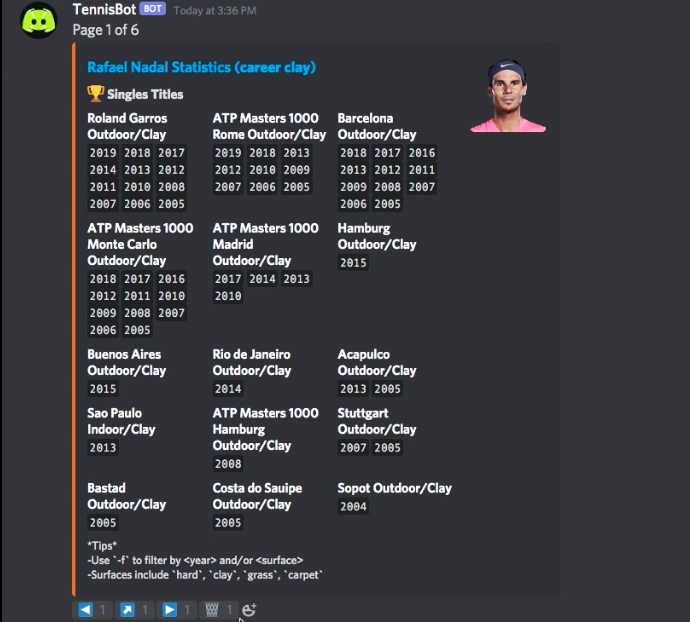 TennisBot BOT Today at 3:36 PM
Page 1 of 6
Rafael Nadal Statistics (career clay)
🏆 Singles Titles
Roland Garros
Outdoor/Clay
2019 2018 2017
2014 2013 2012
2011 2010 2008
2007 2006 2005
ATP Masters 1000
Rome Outdoor/Clay
2019 2018 2013
2012 2010 2009
2007 2006 2005
Barcelona
Outdoor/Clay
2018 2017 2016
2013 2012 2011
2009 2008 2007
2006 2005
ATP Masters 1000
Monte Carlo
Outdoor/Clay
2018 2017 2016
2012 2011 2010
2009 2008 2007
2006 2005
ATP Masters 1000
Madrid
Outdoor/Clay
2017 2014 2013
2010
Hamburg
Outdoor/Clay
2015
Buenos Aires
Outdoor/Clay
2015
Rio de Janeiro
Outdoor/Clay
2014
Acapulco
Outdoor/Clay
2013 2005
Sao Paulo
Indoor/Clay
2013
ATP Masters 1000
Hamburg
Outdoor/Clay
2008
Stuttgart
Outdoor/Clay
2007 2005
Bastad
Outdoor/Clay
2005
Costa do Sauipe
Outdoor/Clay
2005
Sopot Outdoor/Clay
2004
*Tips*
-Use `-f` to filter by <year> and/or <surface>
-Surfaces include `hard`, `clay`, `grass`, `carpet`
1 1 1 1